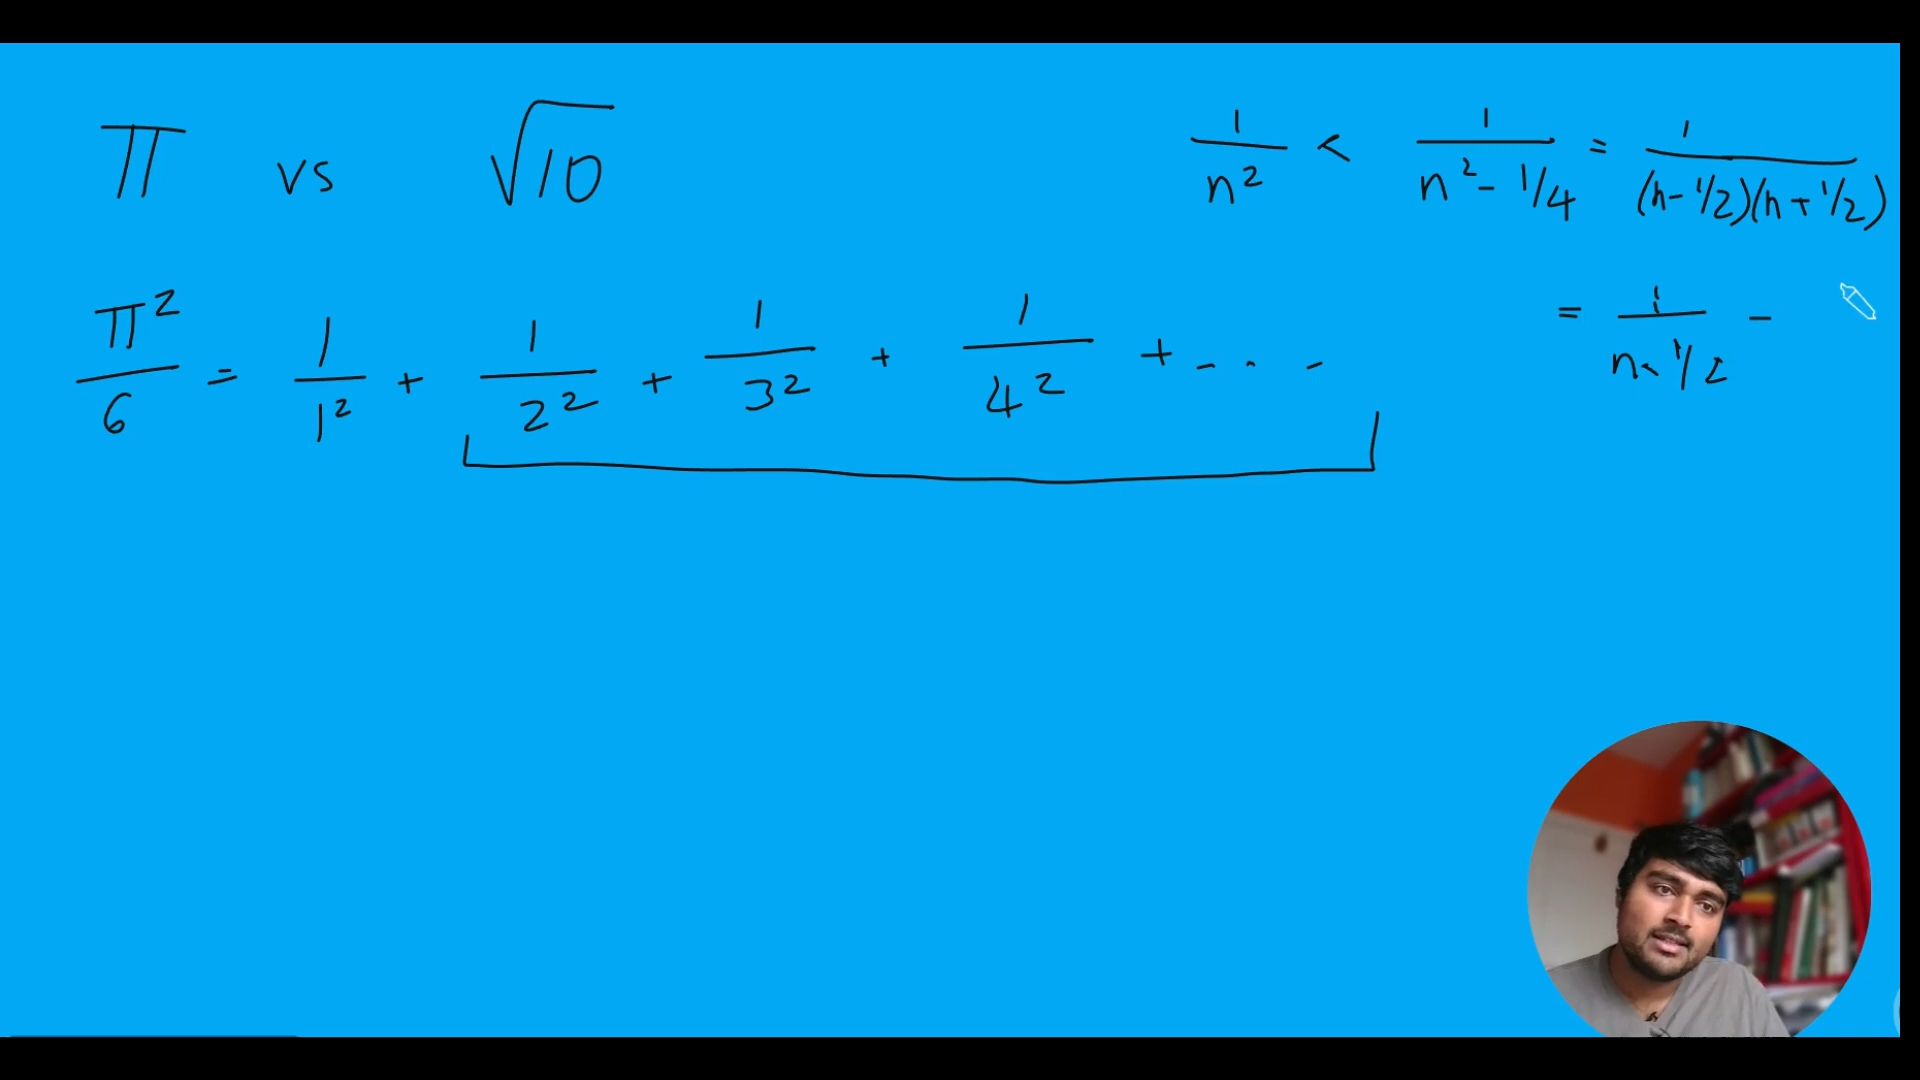 π vs √10
1/n² < 1/(n² - 1/4) = 1/((n - 1/2)(n + 1/2))
π²/6 = 1/1² + 1/2² + 1/3² + 1/4² + ...
= 1/(n - 1/2) -